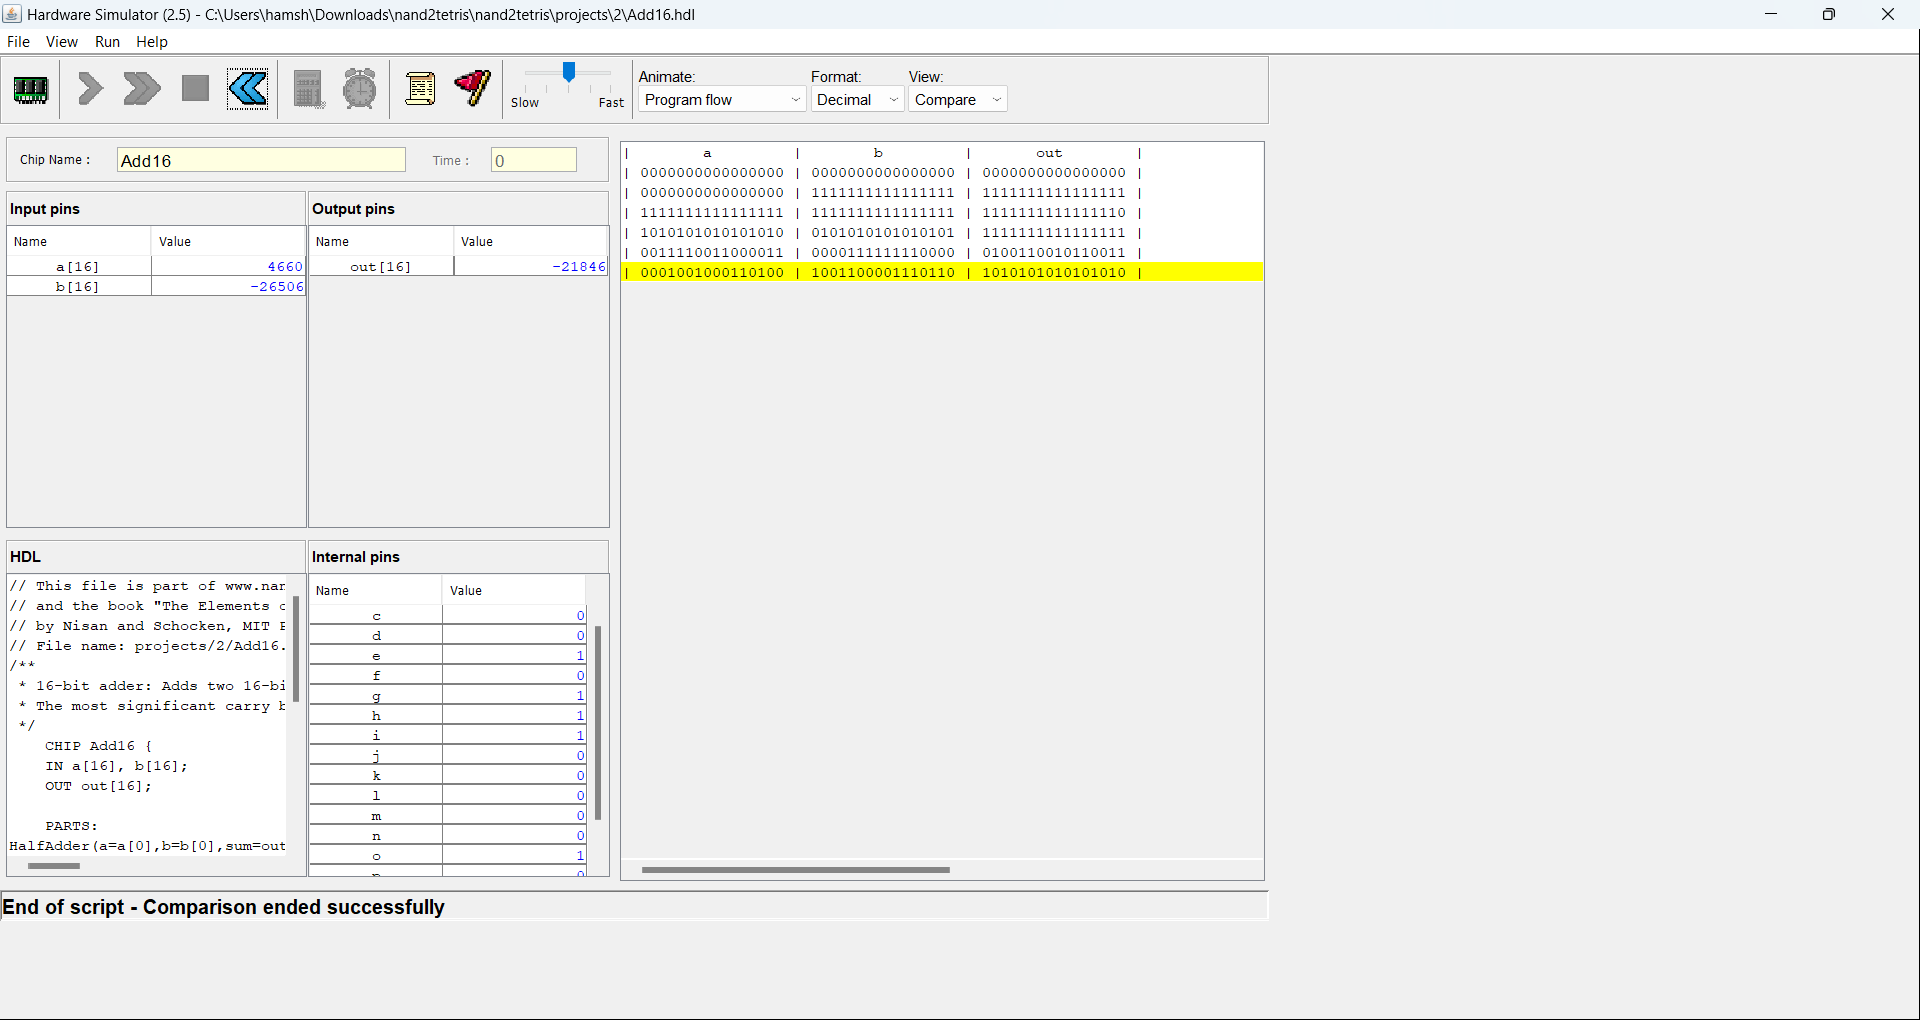 Hardware Simulator (2.5) - C:\Users\hamsh\Downloads\nand2tetris\nand2tetris\projects\2\Add16.hdl
File View Run Help
Slow Fast
Animate: Format: View:
Program flow Decimal Compare
Chip Name : Add16 Time : 0
Input pins
Name Value
a[16] 4660
b[16] -26506
Output pins
Name Value
out[16] -21846
HDL
// This file is part of www.nan
// and the book "The Elements o
// by Nisan and Schocken, MIT P
// File name: projects/2/Add16.
/**
* 16-bit adder: Adds two 16-bi
* The most significant carry b
*/
CHIP Add16 {
IN a[16], b[16];
OUT out[16];
PARTS:
HalfAdder(a=a[0],b=b[0],sum=out
Internal pins
Name Value
c 0
d 0
e 1
f 0
g 1
h 1
i 1
j 0
k 0
l 0
m 0
n 0
o 1
p 0
| a | b | out |
| 0000000000000000 | 0000000000000000 | 0000000000000000 |
| 0000000000000000 | 1111111111111111 | 1111111111111111 |
| 1111111111111111 | 1111111111111111 | 1111111111111110 |
| 1010101010101010 | 0101010101010101 | 1111111111111111 |
| 0011110011000011 | 0000111111110000 | 0100110010110011 |
| 0001001000110100 | 1001100001110110 | 1010101010101010 |
End of script - Comparison ended successfully